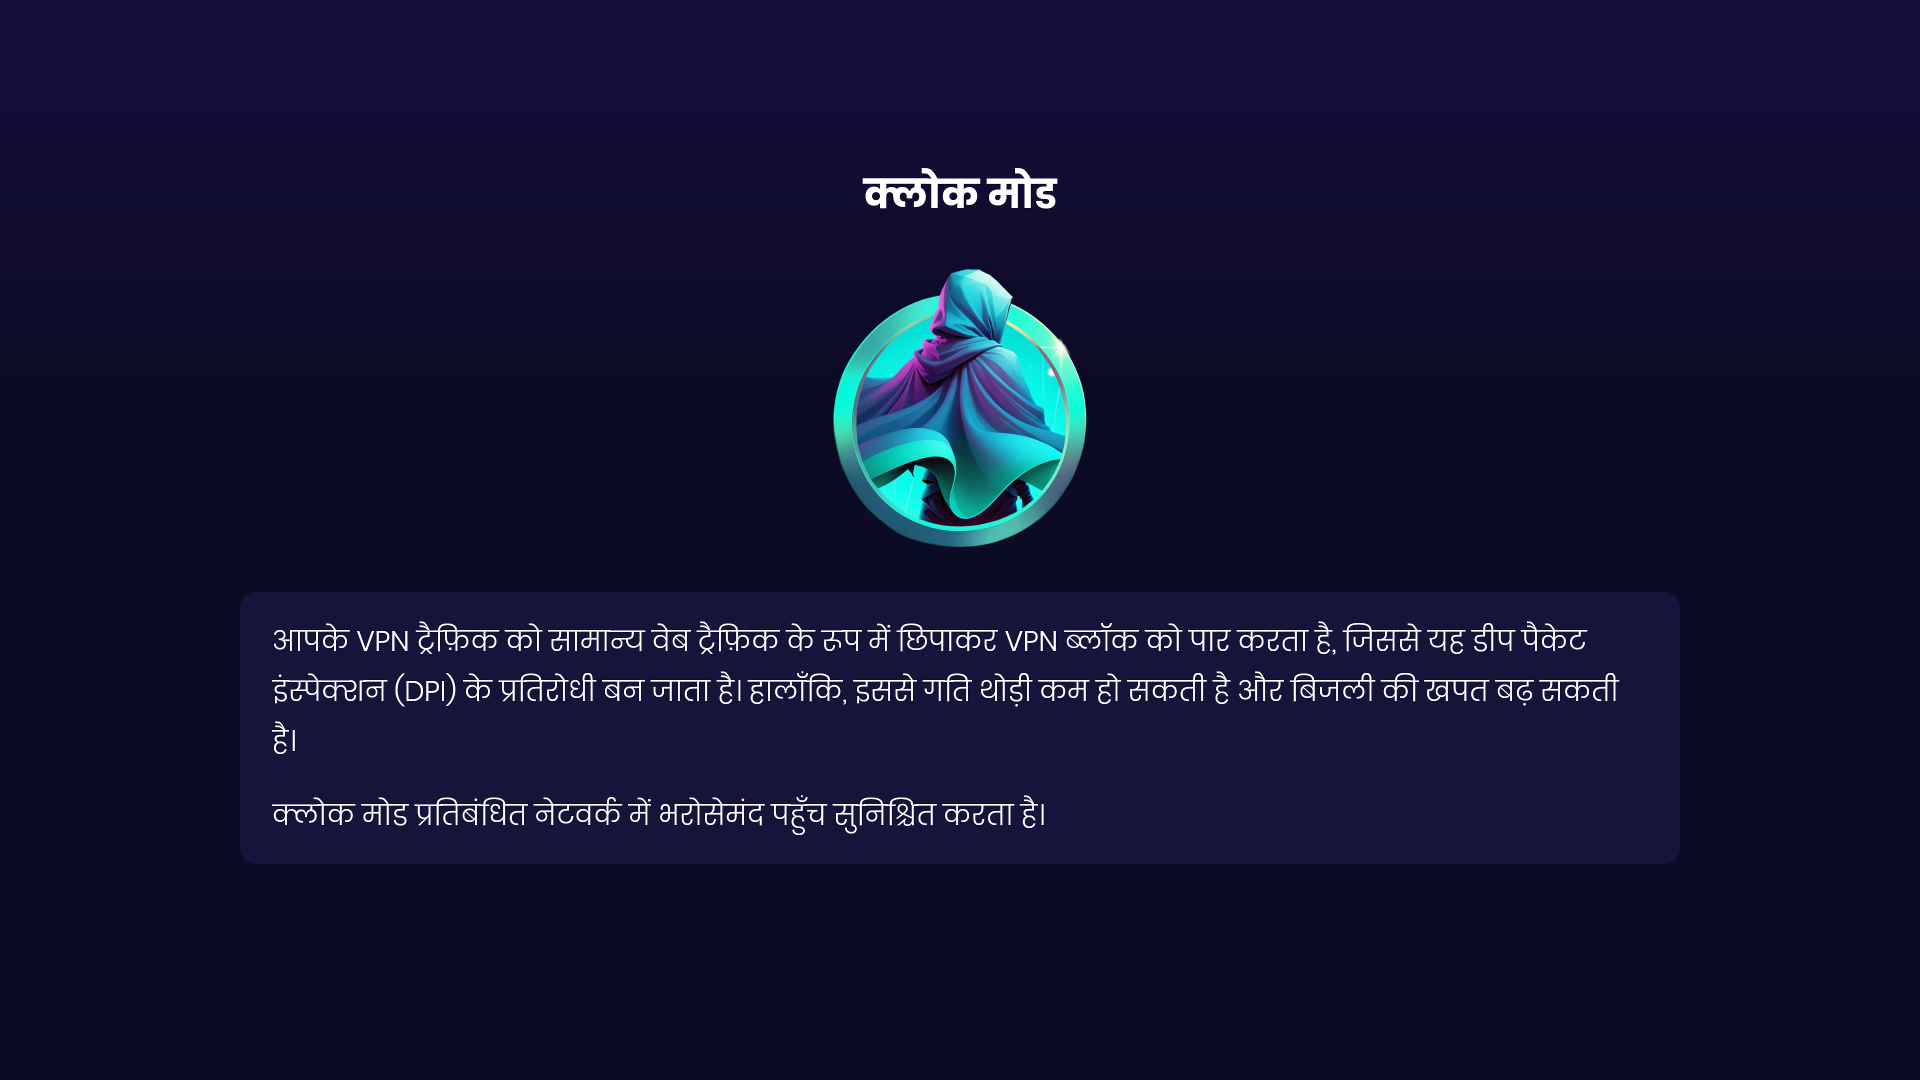 क्लोक मोड
आपके VPN ट्रैफ़िक को सामान्य वेब ट्रैफ़िक के रूप में छिपाकर VPN ब्लॉक को पार करता है, जिससे यह डीप पैकेट
इंस्पेक्शन (DPI) के प्रतिरोधी बन जाता है। हालाँकि, इससे गति थोड़ी कम हो सकती है और बिजली की खपत बढ़ सकती
है।
क्लोक मोड प्रतिबंधित नेटवर्क में भरोसेमंद पहुँच सुनिश्चित करता है।